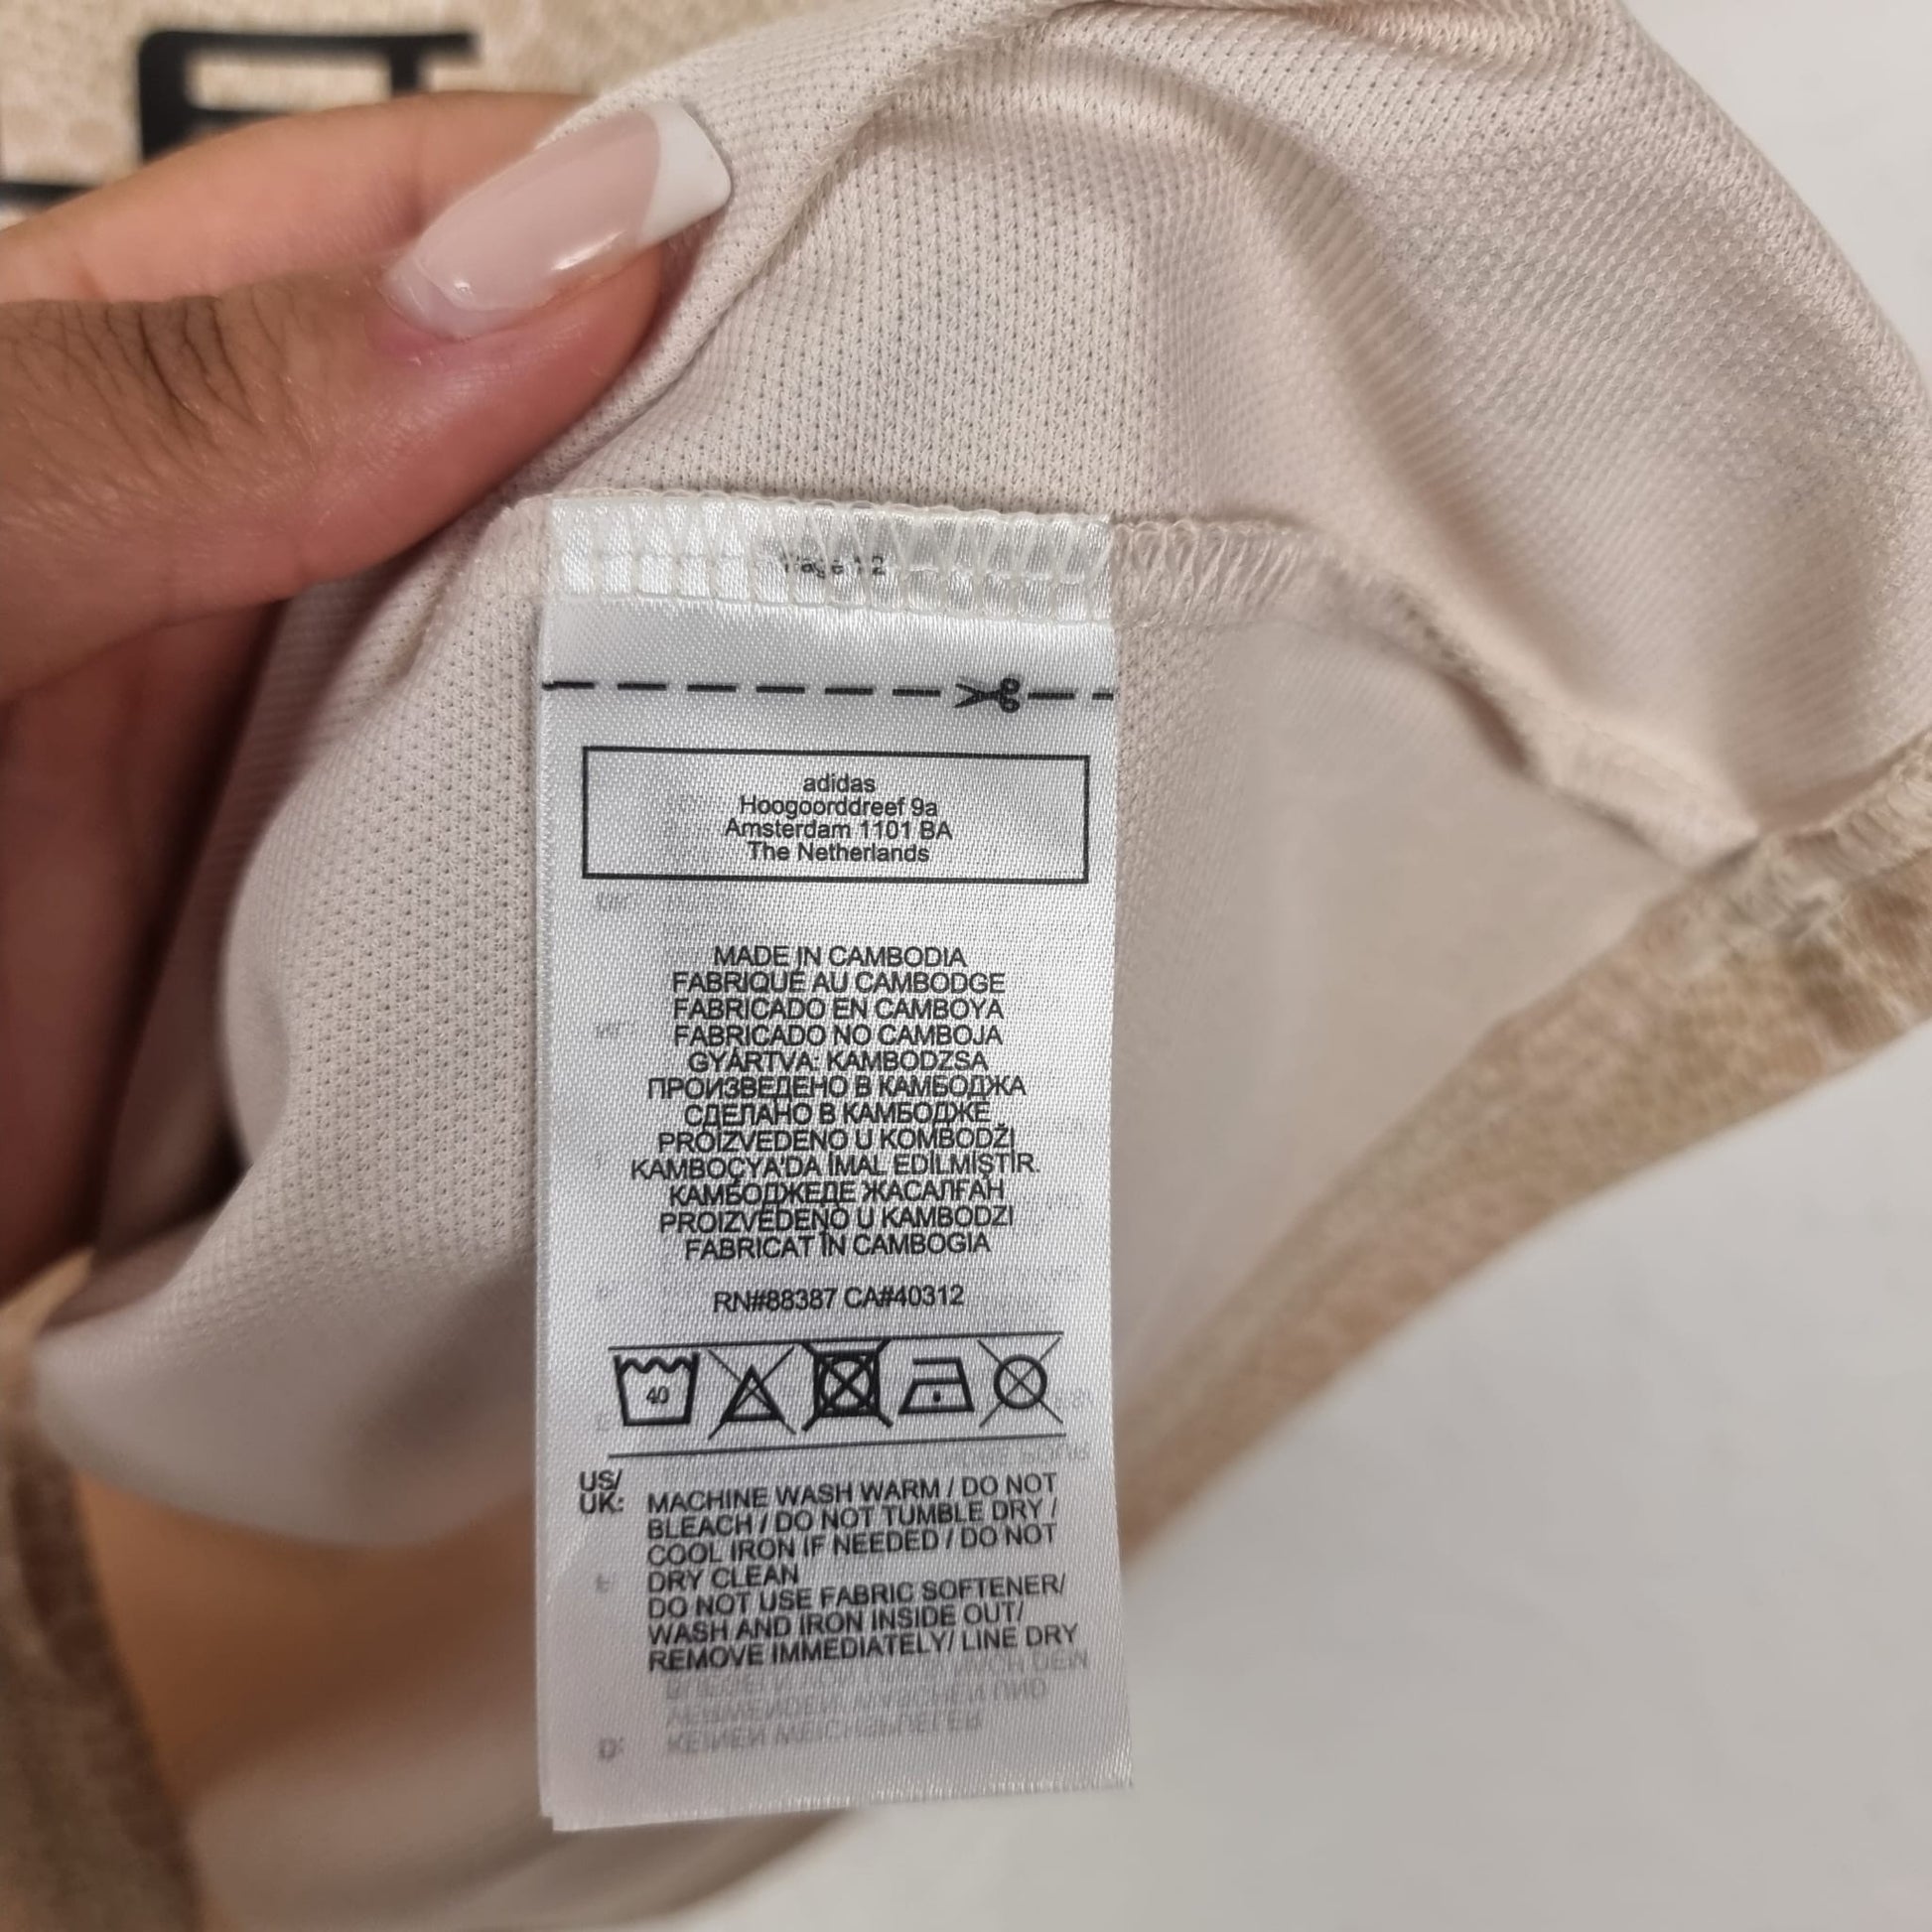 adidas
Hoogoorddreef 9a
Amsterdam 1101 BA
The Netherlands
MADE IN CAMBODIA
FABRIQUÉ AU CAMBODGE
FABRICADO EN CAMBOYA
FABRICADO NO CAMBOJA
GYÁRTVA: KAMBODZSA
ПРОИЗВЕДЕНО В КАМБОДЖА
СДЕЛАНО В КАМБОДЖЕ
PROIZVEDENO U KOMBODŽI
KAMBOÇYA'DA İMAL EDİLMİŞTİR.
КАМБОДЖЕДЕ ЖАСАЛҒАН
PROIZVEDENO U KAMBODZI
FABRICAT ÎN CAMBOGIA
RN#88387 CA#40312
40
US/
UK: MACHINE WASH WARM / DO NOT
BLEACH / DO NOT TUMBLE DRY /
COOL IRON IF NEEDED / DO NOT
DRY CLEAN
DO NOT USE FABRIC SOFTENER/
WASH AND IRON INSIDE OUT/
REMOVE IMMEDIATELY/ LINE DRY